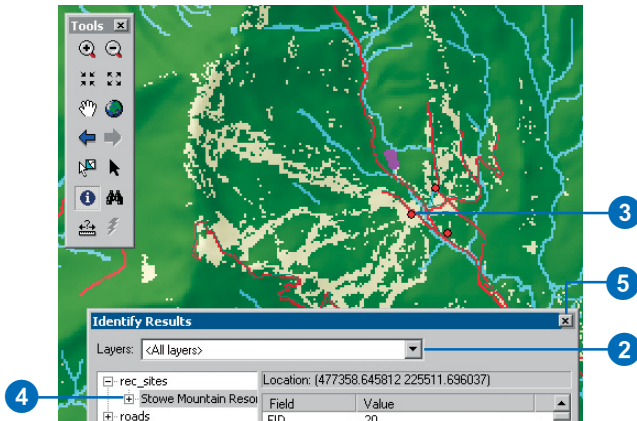 Tools
3
5
Identify Results
Layers: <All layers>
2
4
rec_sites
Location: (477358.645812 225511.696037)
Stowe Mountain Resor
Field Value
roads
FID 20